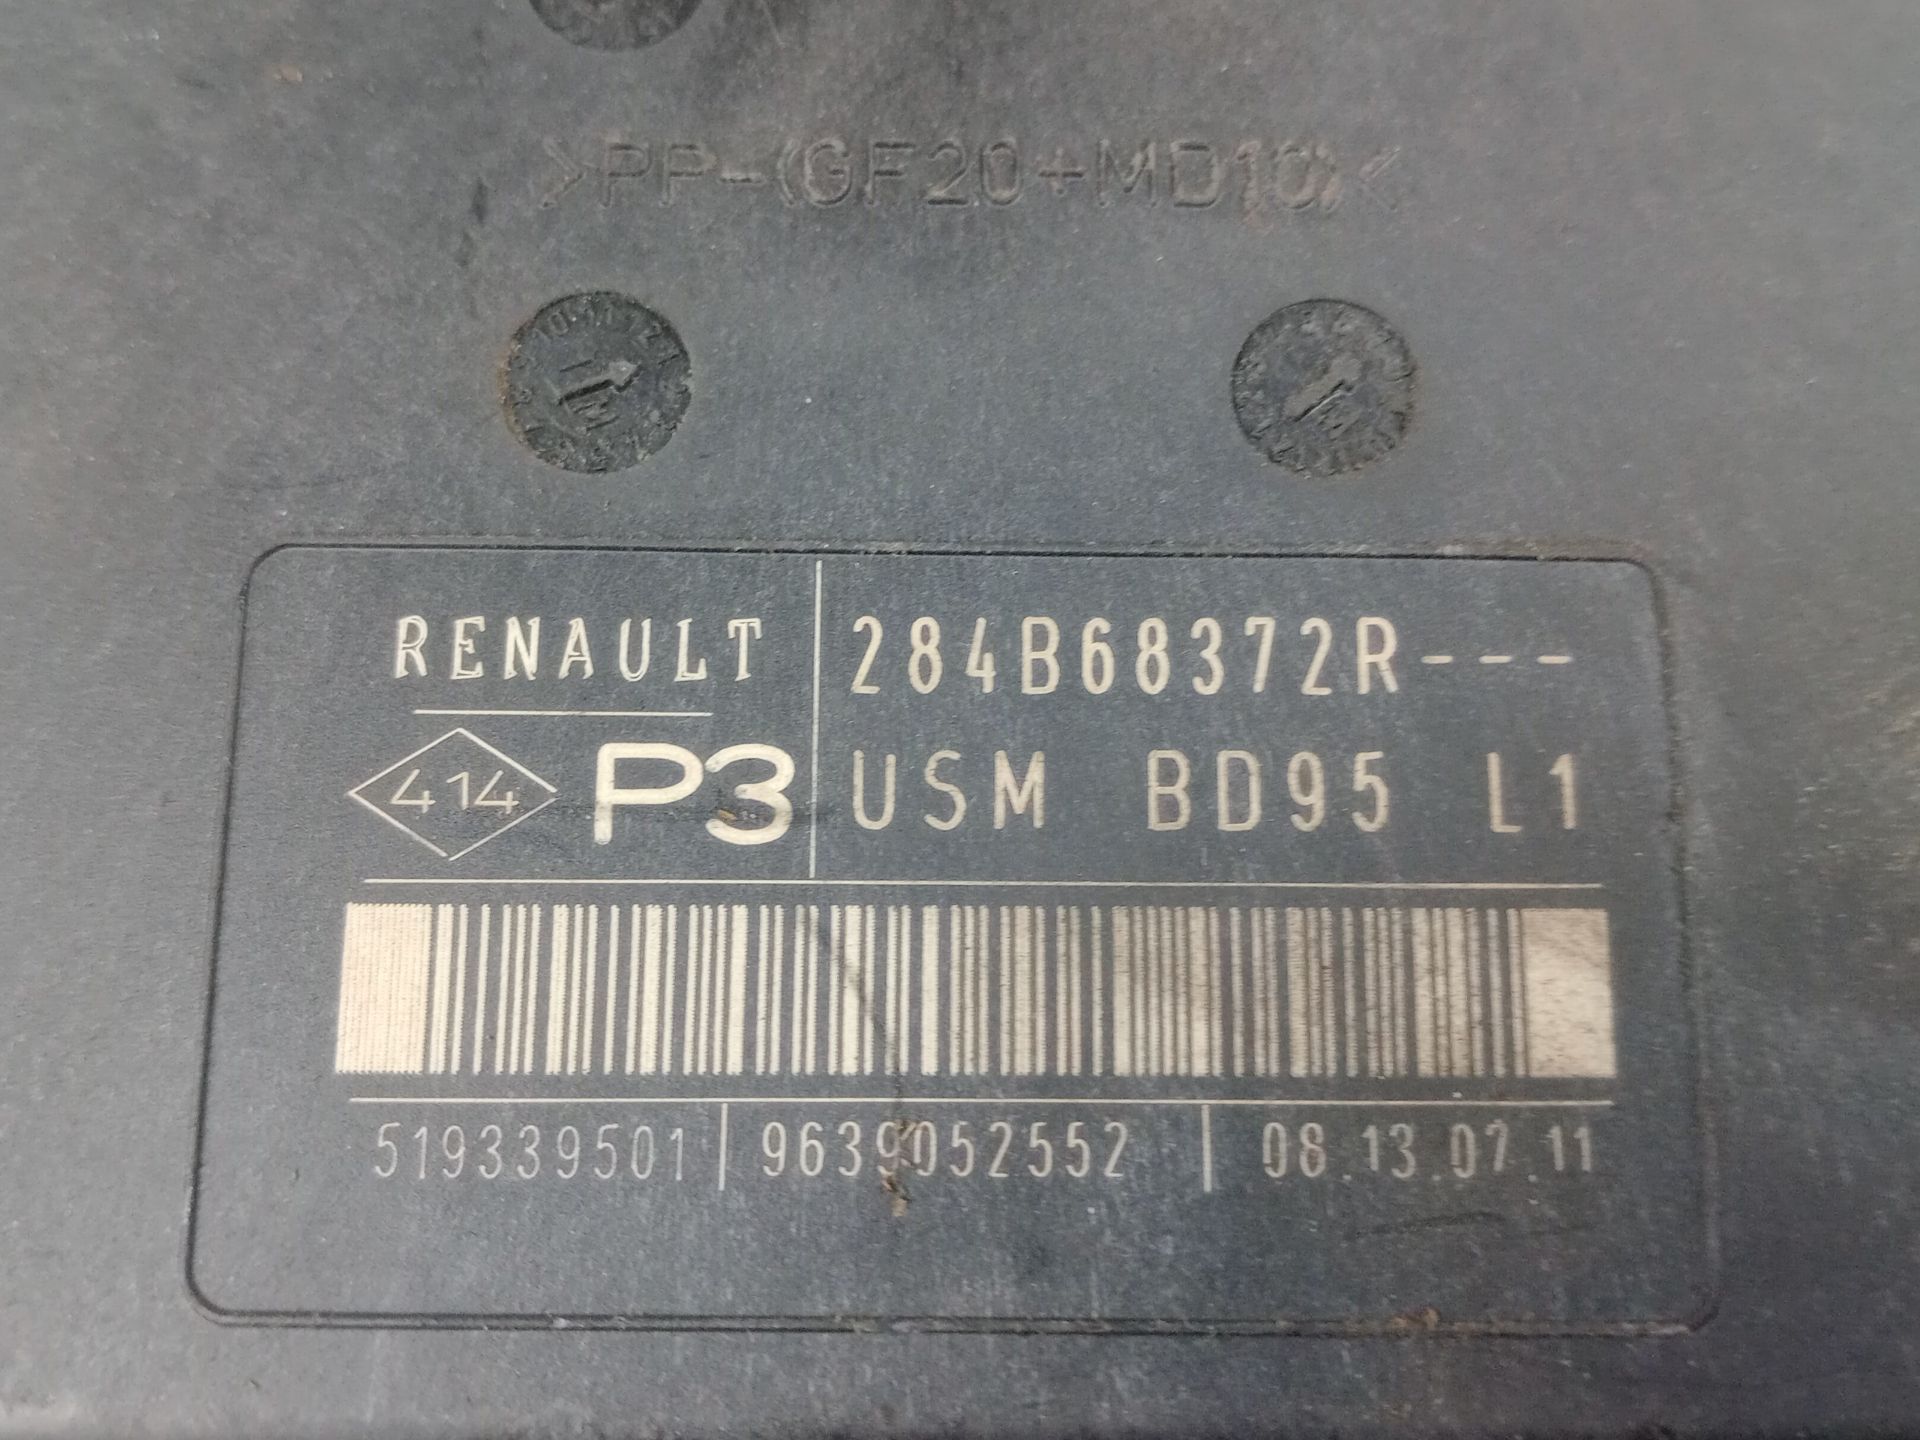 >PP-(GF20+MD10)<
RENAULT 284B68372R---
414 P3 USM BD95 L1
519339501 9639052552 08.13.07.11